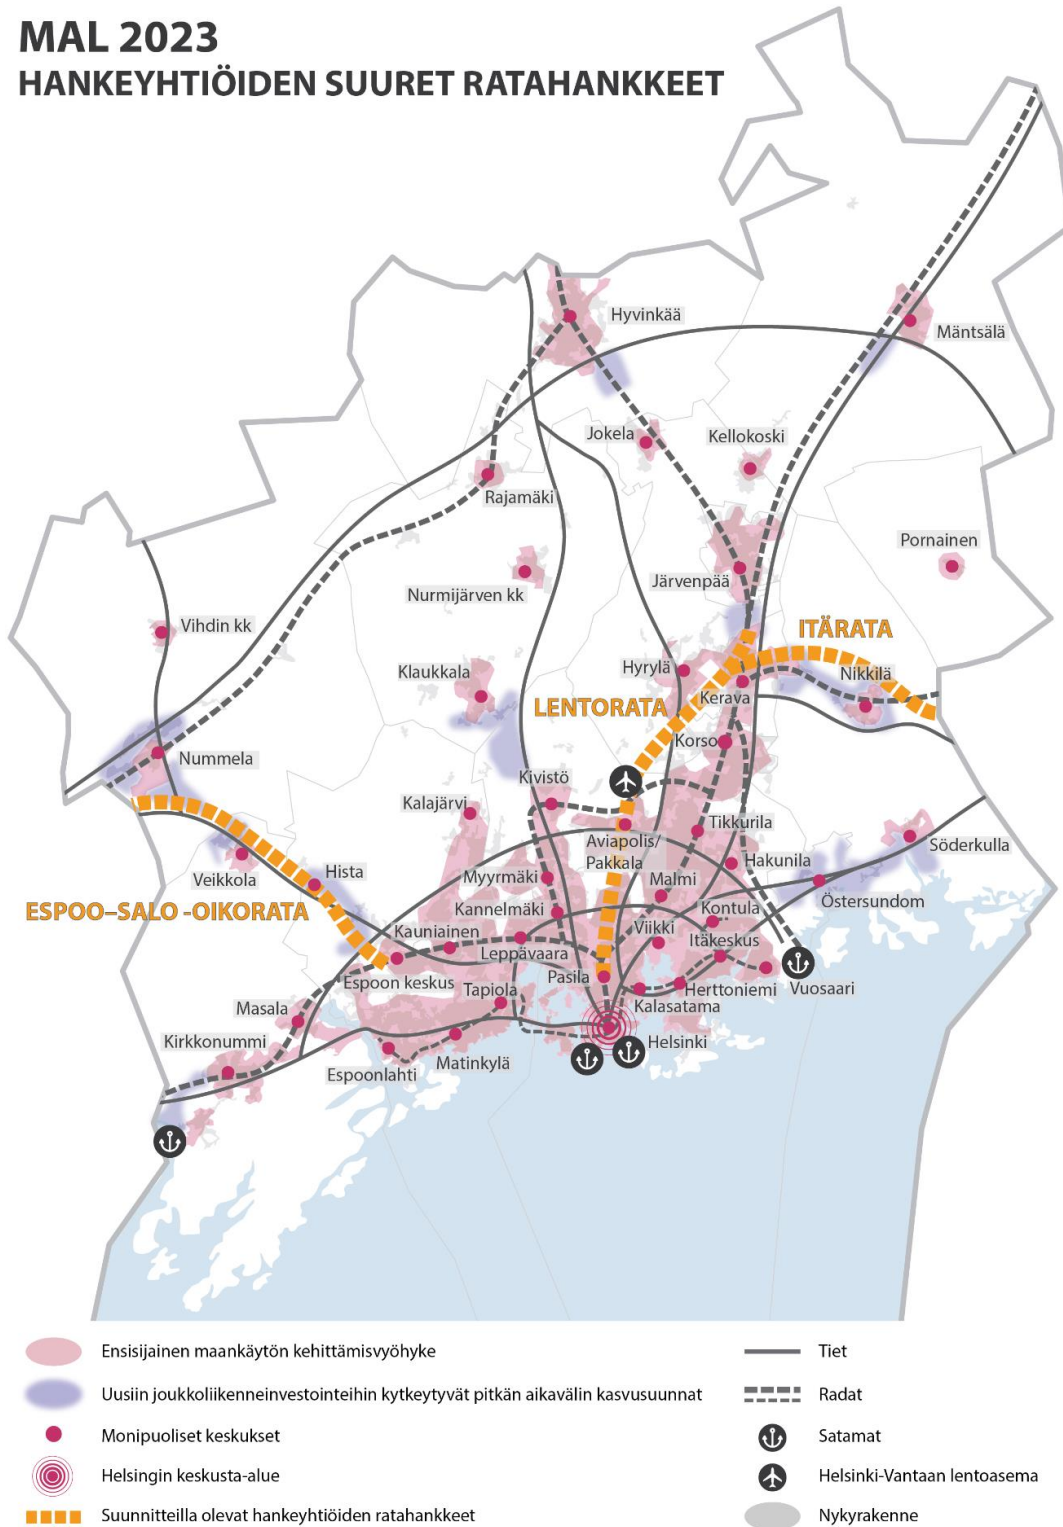 MAL 2023
HANKEYHTIÖIDEN SUURET RATAHANKKEET
Hyvinkää
Mäntsälä
Jokela
Kellokoski
Rajamäki
Pornainen
Nurmijärven kk
Järvenpää
Vihdin kk
ITÄRATA
Klaukkala
Hyrylä
Nikkilä
LENTORATA
Kerava
Korso
Nummela
Kivistö
Kalajärvi
Tikkurila
Aviapolis/
Pakkala
Söderkulla
Veikkola
Hista
Myyrmäki
Malmi
Hakunila
Östersundom
ESPOO–SALO -OIKORATA
Kannelmäki
Kontula
Kauniainen
Viikki
Itäkeskus
Leppävaara
Espoon keskus
Pasila
Tapiola
Herttoniemi
Vuosaari
Masala
Kalasatama
Kirkkonummi
Helsinki
Matinkylä
Espoonlahti
Ensisijainen maankäytön kehittämisvyöhyke
Uusiin joukkoliikenneinvestointeihin kytkeytyvät pitkän aikavälin kasvusuunnat
Monipuoliset keskukset
Helsingin keskusta-alue
Suunnitteilla olevat hankeyhtiöiden ratahankkeet
Tiet
Radat
Satamat
Helsinki-Vantaan lentoasema
Nykyrakenne